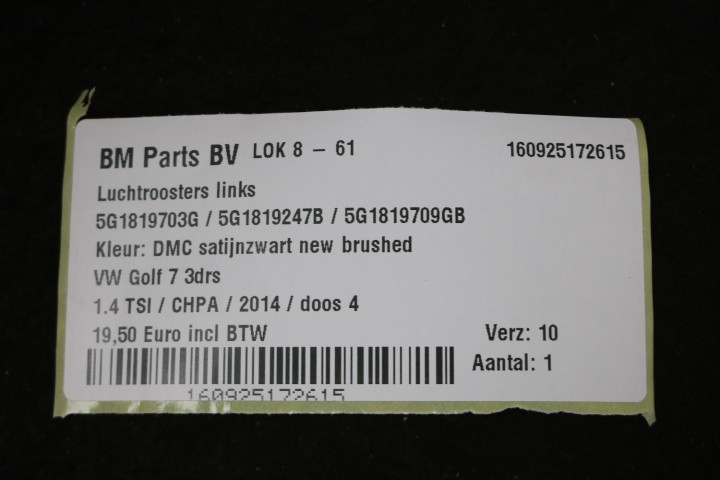 BM Parts BV LOK 8 - 61 160925172615
Luchtroosters links
5G1819703G / 5G1819247B / 5G1819709GB
Kleur: DMC satijnzwart new brushed
VW Golf 7 3drs
1.4 TSI / CHPA / 2014 / doos 4
19,50 Euro incl BTW Verz: 10
Aantal: 1
160925172615